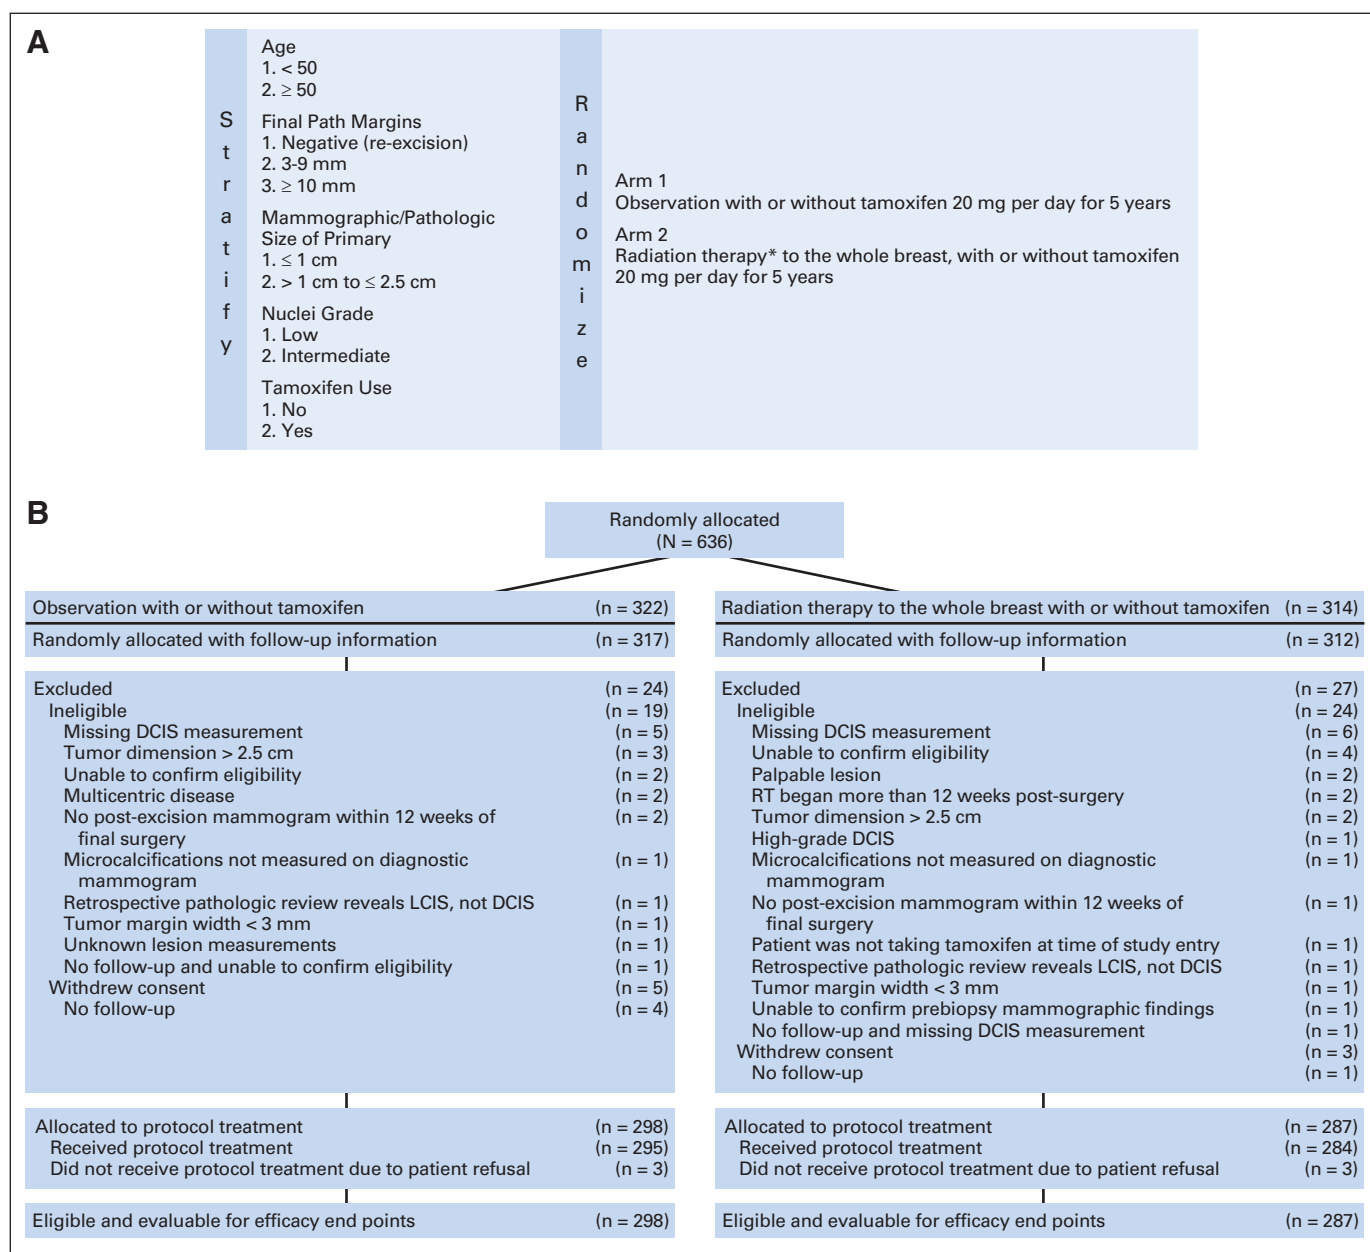 A
Stratify
Age
1. < 50
2. ≥ 50
Final Path Margins
1. Negative (re-excision)
2. 3-9 mm
3. ≥ 10 mm
Mammographic/Pathologic
Size of Primary
1. ≤ 1 cm
2. > 1 cm to ≤ 2.5 cm
Nuclei Grade
1. Low
2. Intermediate
Tamoxifen Use
1. No
2. Yes
Randomize
Arm 1
Observation with or without tamoxifen 20 mg per day for 5 years
Arm 2
Radiation therapy* to the whole breast, with or without tamoxifen
20 mg per day for 5 years
B
Randomly allocated
(N = 636)
Observation with or without tamoxifen (n = 322)
Randomly allocated with follow-up information (n = 317)
Excluded (n = 24)
Ineligible (n = 19)
Missing DCIS measurement (n = 5)
Tumor dimension > 2.5 cm (n = 3)
Unable to confirm eligibility (n = 2)
Multicentric disease (n = 2)
No post-excision mammogram within 12 weeks of (n = 2)
final surgery
Microcalcifications not measured on diagnostic (n = 1)
mammogram
Retrospective pathologic review reveals LCIS, not DCIS (n = 1)
Tumor margin width < 3 mm (n = 1)
Unknown lesion measurements (n = 1)
No follow-up and unable to confirm eligibility (n = 1)
Withdrew consent (n = 5)
No follow-up (n = 4)
Allocated to protocol treatment (n = 298)
Received protocol treatment (n = 295)
Did not receive protocol treatment due to patient refusal (n = 3)
Eligible and evaluable for efficacy end points (n = 298)
Radiation therapy to the whole breast with or without tamoxifen (n = 314)
Randomly allocated with follow-up information (n = 312)
Excluded (n = 27)
Ineligible (n = 24)
Missing DCIS measurement (n = 6)
Unable to confirm eligibility (n = 4)
Palpable lesion (n = 2)
RT began more than 12 weeks post-surgery (n = 2)
Tumor dimension > 2.5 cm (n = 2)
High-grade DCIS (n = 1)
Microcalcifications not measured on diagnostic (n = 1)
mammogram
No post-excision mammogram within 12 weeks of (n = 1)
final surgery
Patient was not taking tamoxifen at time of study entry (n = 1)
Retrospective pathologic review reveals LCIS, not DCIS (n = 1)
Tumor margin width < 3 mm (n = 1)
Unable to confirm prebiopsy mammographic findings (n = 1)
No follow-up and missing DCIS measurement (n = 1)
Withdrew consent (n = 3)
No follow-up (n = 1)
Allocated to protocol treatment (n = 287)
Received protocol treatment (n = 284)
Did not receive protocol treatment due to patient refusal (n = 3)
Eligible and evaluable for efficacy end points (n = 287)